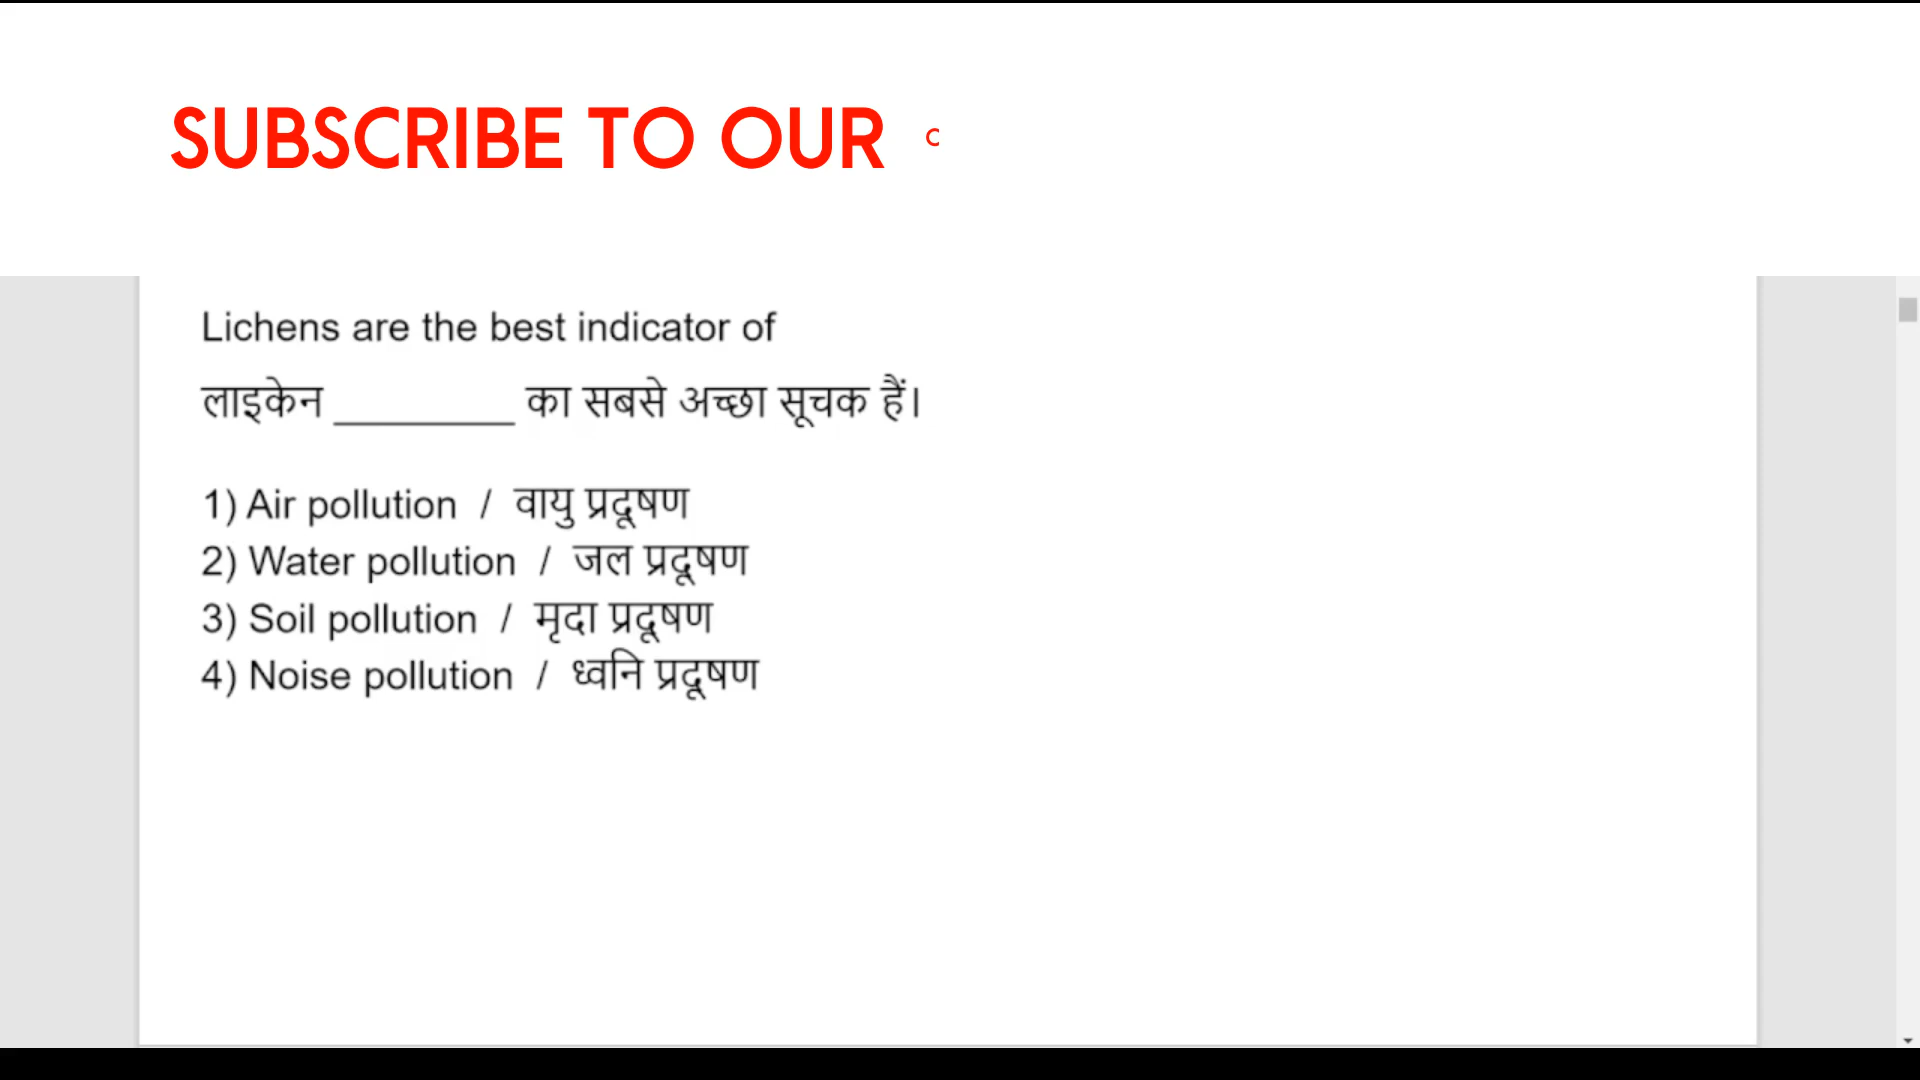 SUBSCRIBE TO OUR C
Lichens are the best indicator of
लाइकेन _________ का सबसे अच्छा सूचक हैं।
1) Air pollution / वायु प्रदूषण
2) Water pollution / जल प्रदूषण
3) Soil pollution / मृदा प्रदूषण
4) Noise pollution / ध्वनि प्रदूषण